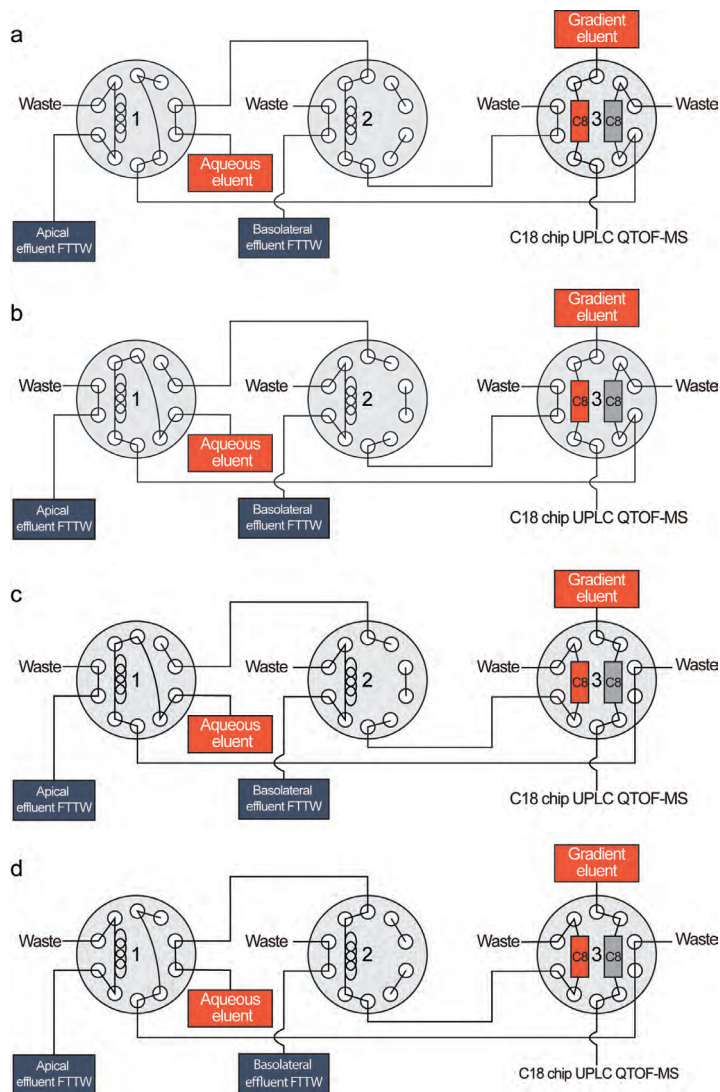 a
Gradient
eluent
Waste
1
Waste
2
C8
3
C8
Waste
Aqueous
eluent
Apical
effluent FTTW
Basolateral
effluent FTTW
C18 chip UPLC QTOF-MS
b
Gradient
eluent
Waste
1
Waste
2
Waste
C8
3
C8
Waste
Aqueous
eluent
Apical
effluent FTTW
Basolateral
effluent FTTW
C18 chip UPLC QTOF-MS
c
Gradient
eluent
Waste
1
Waste
2
Waste
C8
3
C8
Waste
Aqueous
eluent
Apical
effluent FTTW
Basolateral
effluent FTTW
C18 chip UPLC QTOF-MS
d
Gradient
eluent
Waste
1
Waste
2
Waste
C8
3
C8
Waste
Aqueous
eluent
Apical
effluent FTTW
Basolateral
effluent FTTW
C18 chip UPLC QTOF-MS